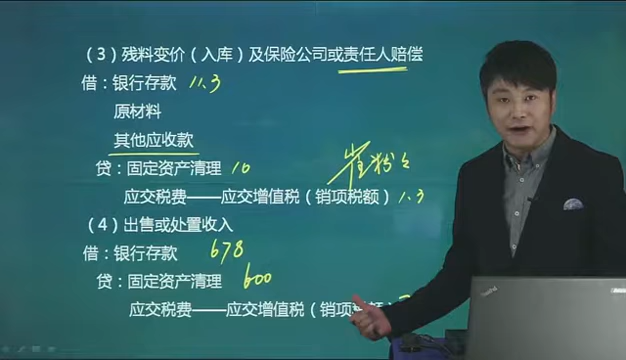 （3）残料变价（入库）及保险公司或责任人赔偿
借：银行存款 11.3
原材料
其他应收款
贷：固定资产清理 10
应交税费——应交增值税（销项税额）1.3
（4）出售或处置收入
借：银行存款 678
贷：固定资产清理 600
应交税费——应交增值税（销项税额）
ThinkPad